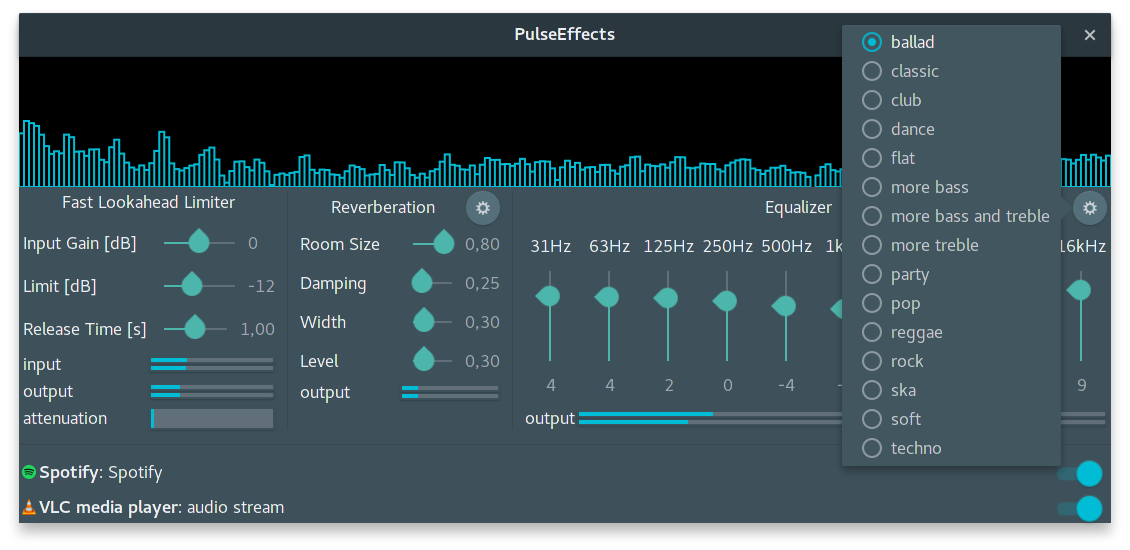 PulseEffects
Fast Lookahead Limiter
Input Gain [dB] 0
Limit [dB] -12
Release Time [s] 1,00
input
output
attenuation
Reverberation
Room Size 0,80
Damping 0,25
Width 0,30
Level 0,30
output
Equalizer
31Hz 63Hz 125Hz 250Hz 500Hz 16kHz
4 4 2 0 -4 9
output
ballad
classic
club
dance
flat
more bass
more bass and treble
more treble
party
pop
reggae
rock
ska
soft
techno
Spotify: Spotify
VLC media player: audio stream